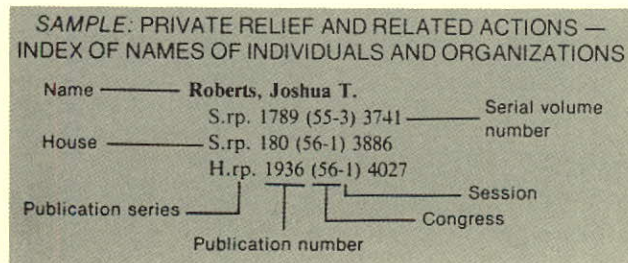 SAMPLE: PRIVATE RELIEF AND RELATED ACTIONS —
INDEX OF NAMES OF INDIVIDUALS AND ORGANIZATIONS
Name
Roberts, Joshua T.
S.rp. 1789 (55-3) 3741
Serial volume
number
House
S.rp. 180 (56-1) 3886
H.rp. 1936 (56-1) 4027
Session
Publication series
Congress
Publication number